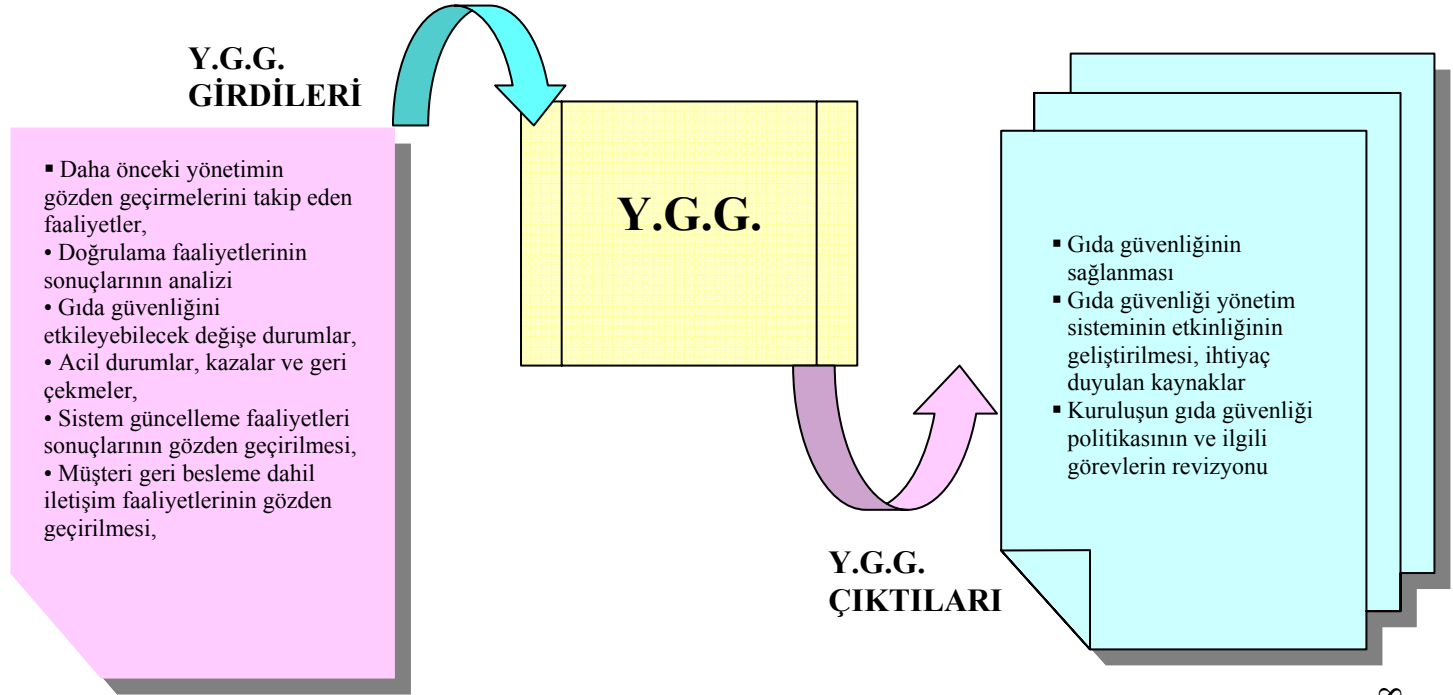 Y.G.G.
GİRDİLERİ
▪ Daha önceki yönetimin
gözden geçirmelerini takip eden
faaliyetler,
• Doğrulama faaliyetlerinin
sonuçlarının analizi
• Gıda güvenliğini
etkileyebilecek değişe durumlar,
• Acil durumlar, kazalar ve geri
çekmeler,
• Sistem güncelleme faaliyetleri
sonuçlarının gözden geçirilmesi,
• Müşteri geri besleme dahil
iletişim faaliyetlerinin gözden
geçirilmesi,
Y.G.G.
Y.G.G.
ÇIKTILARI
▪ Gıda güvenliğinin
sağlanması
▪ Gıda güvenliği yönetim
sisteminin etkinliğinin
geliştirilmesi, ihtiyaç
duyulan kaynaklar
▪ Kuruluşun gıda güvenliği
politikasının ve ilgili
görevlerin revizyonu